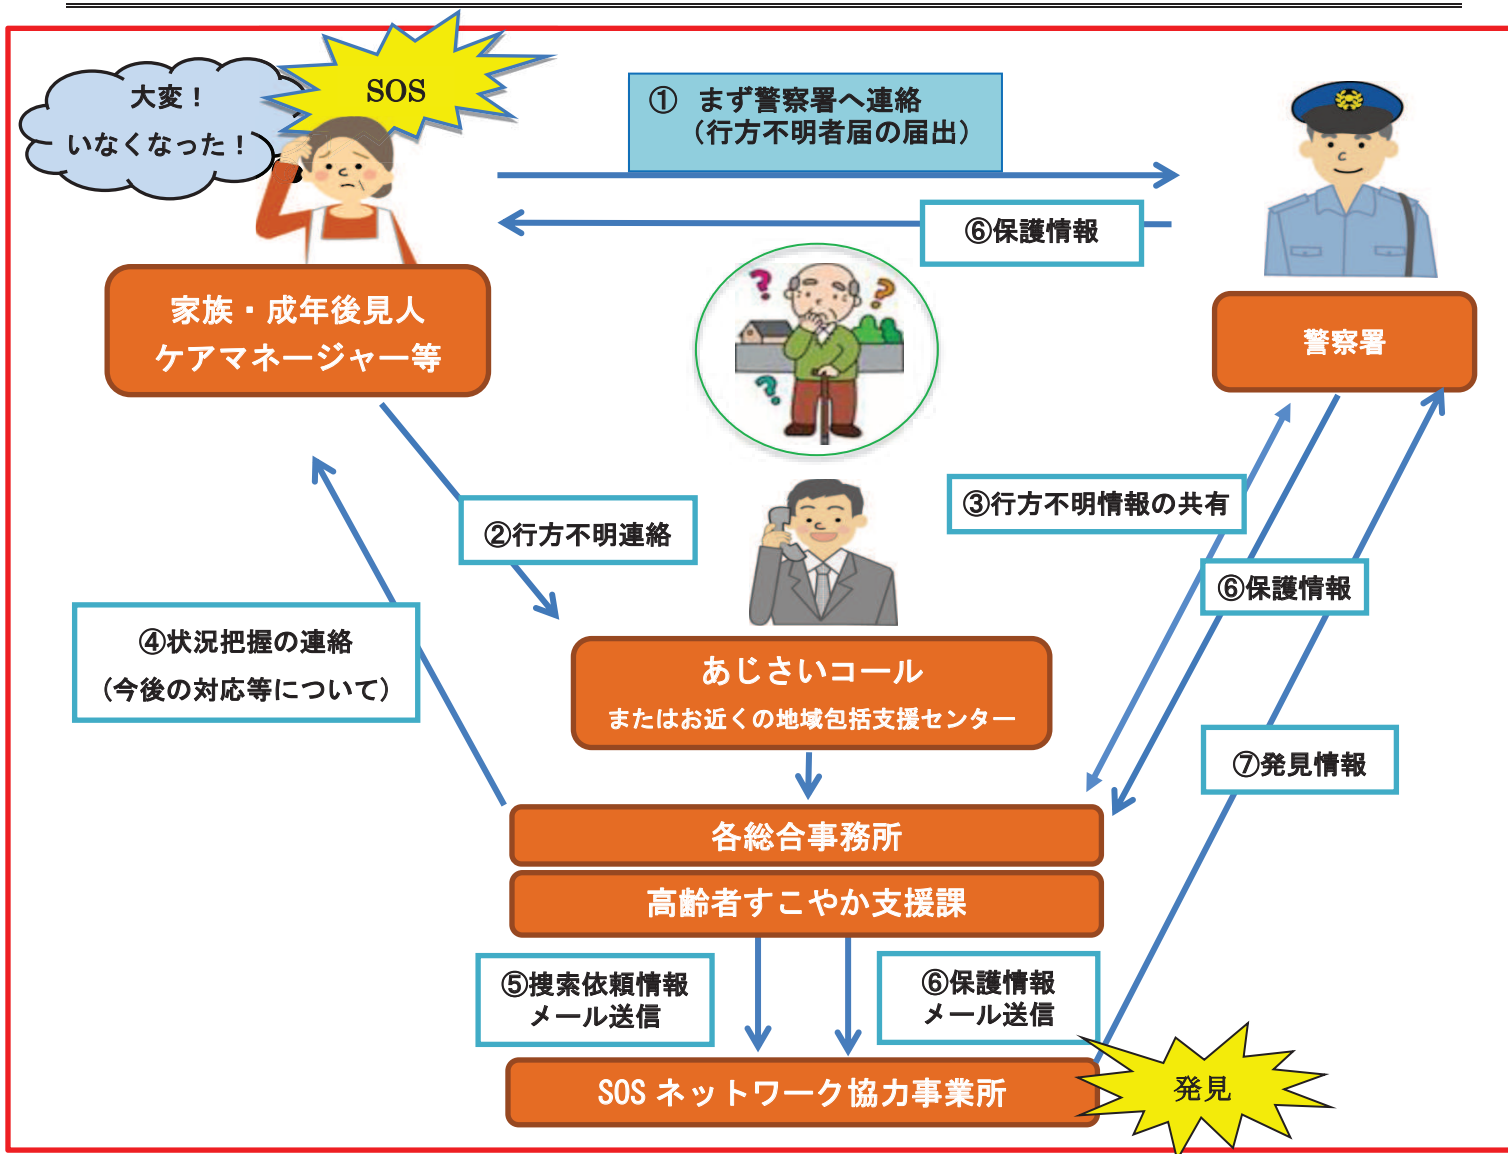 大変！
いなくなった！
SOS
① まず警察署へ連絡
（行方不明者届の届出）
⑥保護情報
家族・成年後見人
ケアマネージャー等
警察署
②行方不明連絡
③行方不明情報の共有
⑥保護情報
④状況把握の連絡
（今後の対応等について）
あじさいコール
またはお近くの地域包括支援センター
⑦発見情報
各総合事務所
高齢者すこやか支援課
⑤捜索依頼情報
メール送信
⑥保護情報
メール送信
SOS ネットワーク協力事業所
発見